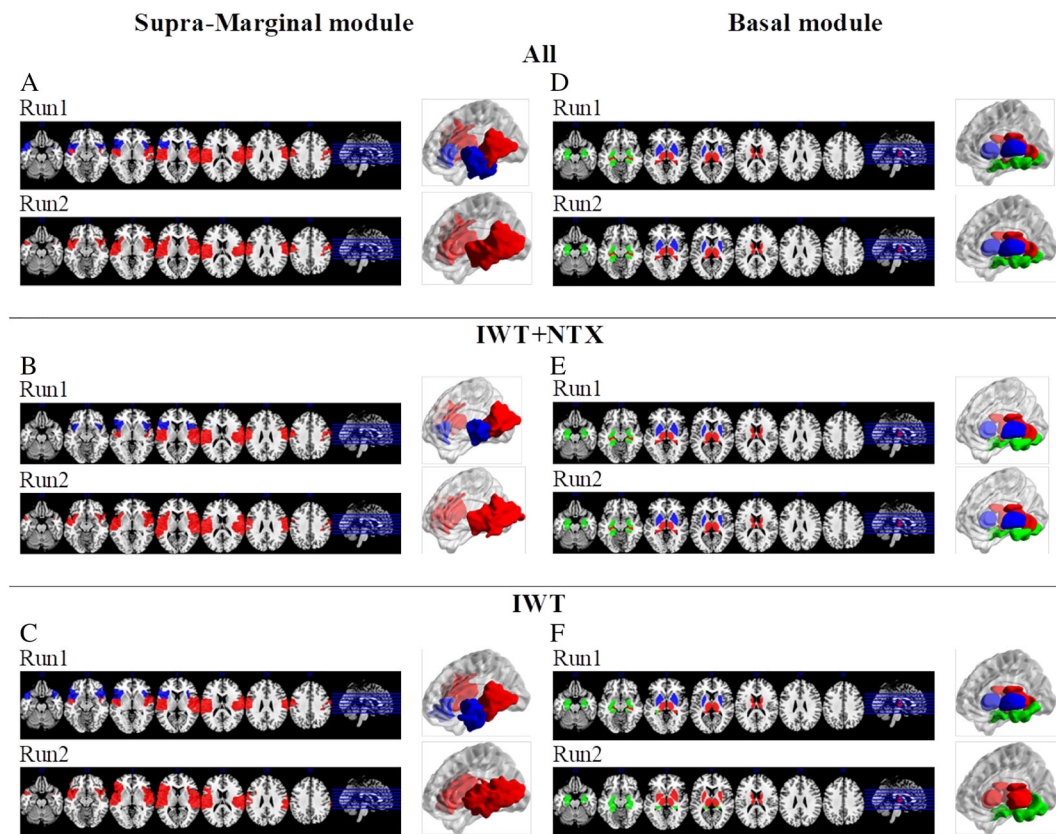 Supra-Marginal module
Basal module
All
A
Run1
Run2
D
Run1
Run2
IWT+NTX
B
Run1
Run2
E
Run1
Run2
IWT
C
Run1
Run2
F
Run1
Run2